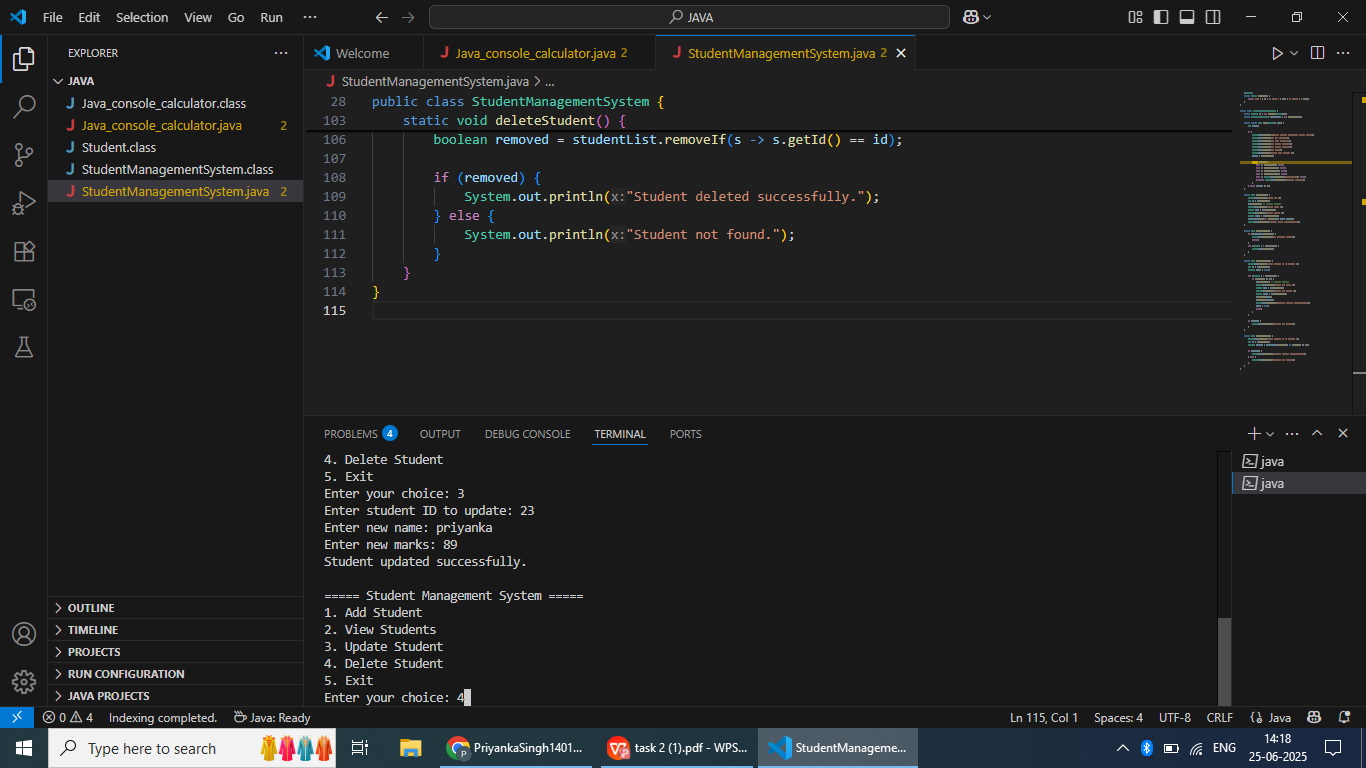 File Edit Selection View Go Run ··· JAVA
EXPLORER ···
JAVA
Java_console_calculator.class
Java_console_calculator.java 2
Student.class
StudentManagementSystem.class
StudentManagementSystem.java 2
OUTLINE
TIMELINE
PROJECTS
RUN CONFIGURATION
JAVA PROJECTS
Welcome Java_console_calculator.java 2 StudentManagementSystem.java 2
StudentManagementSystem.java > ...
28 public class StudentManagementSystem {
103 static void deleteStudent() {
106 boolean removed = studentList.removeIf(s -> s.getId() == id);
107
108 if (removed) {
109 System.out.println(x:"Student deleted successfully.");
110 } else {
111 System.out.println(x:"Student not found.");
112 }
113 }
114 }
115
PROBLEMS 4 OUTPUT DEBUG CONSOLE TERMINAL PORTS
4. Delete Student
5. Exit
Enter your choice: 3
Enter student ID to update: 23
Enter new name: priyanka
Enter new marks: 89
Student updated successfully.
===== Student Management System =====
1. Add Student
2. View Students
3. Update Student
4. Delete Student
5. Exit
Enter your choice: 4
java
java
0 4 Indexing completed. Java: Ready Ln 115, Col 1 Spaces: 4 UTF-8 CRLF {} Java
Type here to search PriyankaSingh1401... task 2 (1).pdf - WPS... StudentManageme... ENG
14:18
25-06-2025